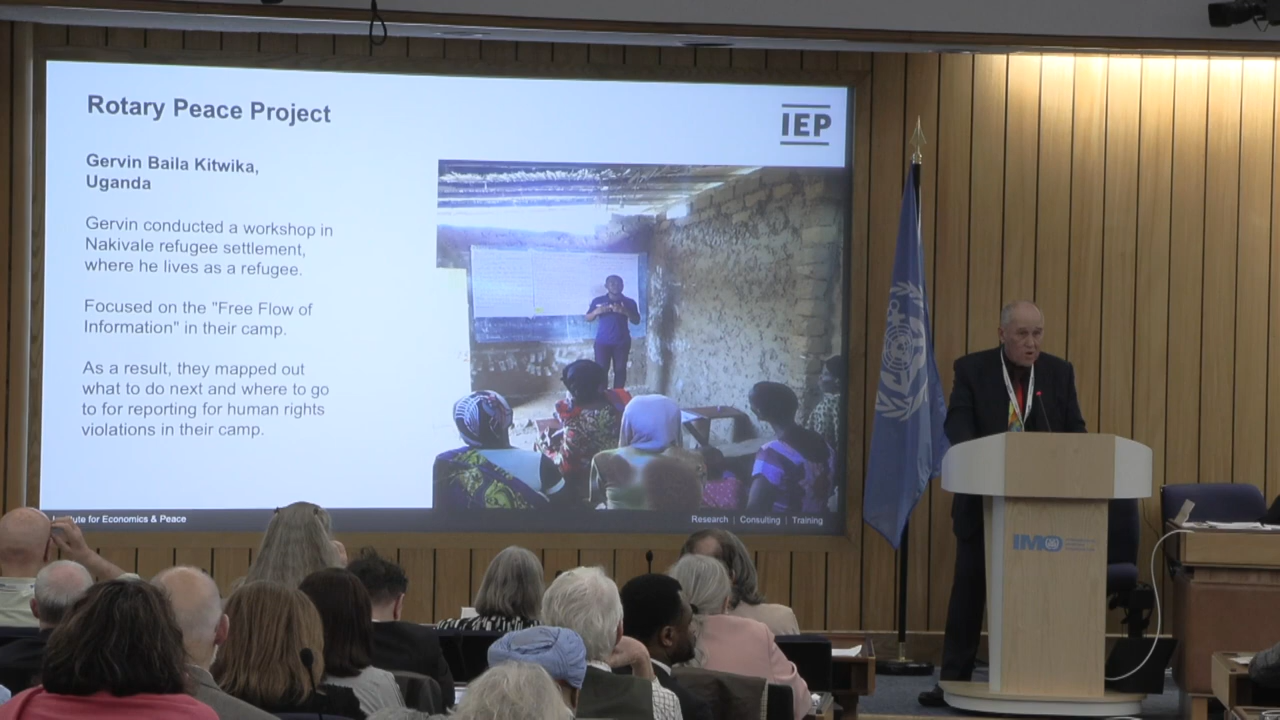 Rotary Peace Project
IEP
Gervin Baila Kitwika,
Uganda
Gervin conducted a workshop in
Nakivale refugee settlement,
where he lives as a refugee.
Focused on the "Free Flow of
Information" in their camp.
As a result, they mapped out
what to do next and where to go
to for reporting for human rights
violations in their camp.
for Economics & Peace
Research | Consulting | Training
IMO